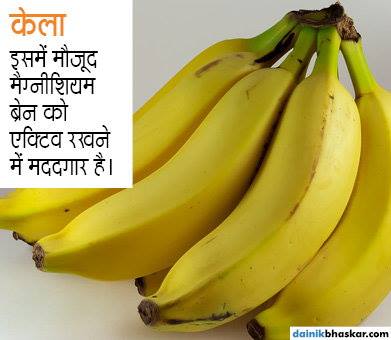 केला
इसमें मौजूद
मैग्नीशियम
ब्रेन को
एक्टिव रखने
में मददगार है।
dainikbhaskar.com